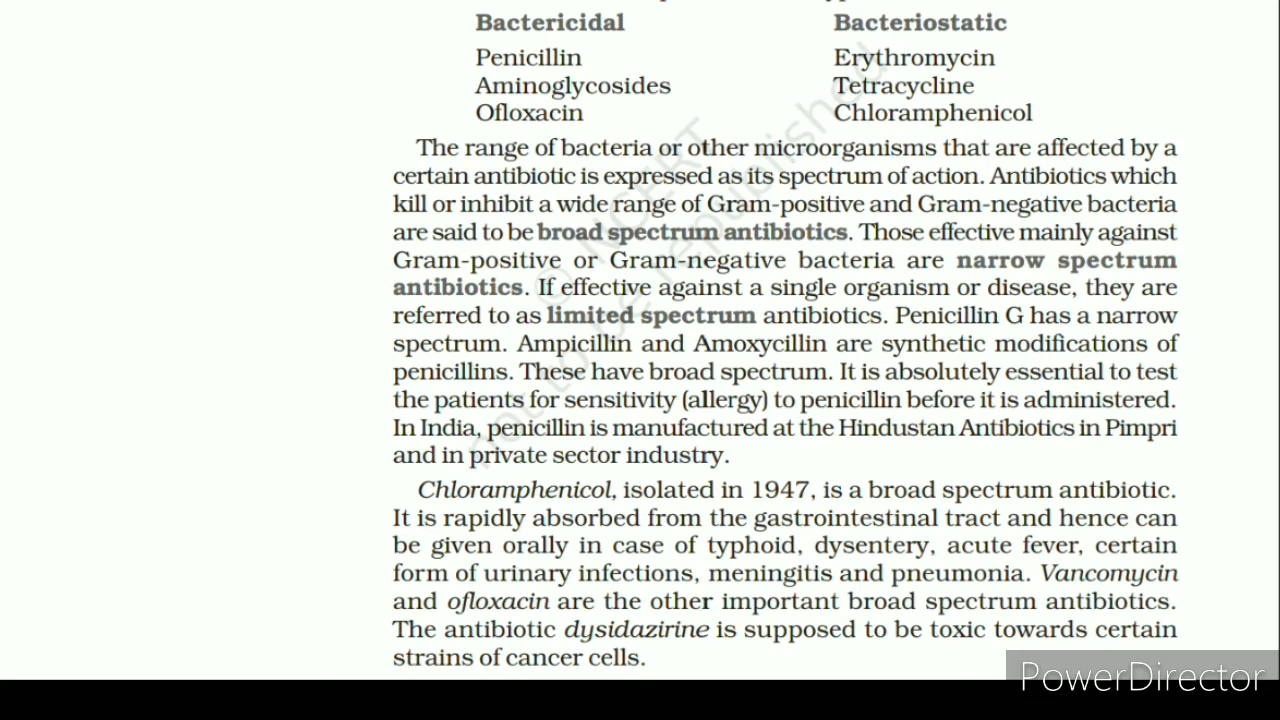 Bactericidal Bacteriostatic
Penicillin Erythromycin
Aminoglycosides Tetracycline
Ofloxacin Chloramphenicol
The range of bacteria or other microorganisms that are affected by a
certain antibiotic is expressed as its spectrum of action. Antibiotics which
kill or inhibit a wide range of Gram-positive and Gram-negative bacteria
are said to be broad spectrum antibiotics. Those effective mainly against
Gram-positive or Gram-negative bacteria are narrow spectrum
antibiotics. If effective against a single organism or disease, they are
referred to as limited spectrum antibiotics. Penicillin G has a narrow
spectrum. Ampicillin and Amoxycillin are synthetic modifications of
penicillins. These have broad spectrum. It is absolutely essential to test
the patients for sensitivity (allergy) to penicillin before it is administered.
In India, penicillin is manufactured at the Hindustan Antibiotics in Pimpri
and in private sector industry.
Chloramphenicol, isolated in 1947, is a broad spectrum antibiotic.
It is rapidly absorbed from the gastrointestinal tract and hence can
be given orally in case of typhoid, dysentery, acute fever, certain
form of urinary infections, meningitis and pneumonia. Vancomycin
and ofloxacin are the other important broad spectrum antibiotics.
The antibiotic dysidazirine is supposed to be toxic towards certain
strains of cancer cells.
© NCERT
not to be republished
PowerDirector